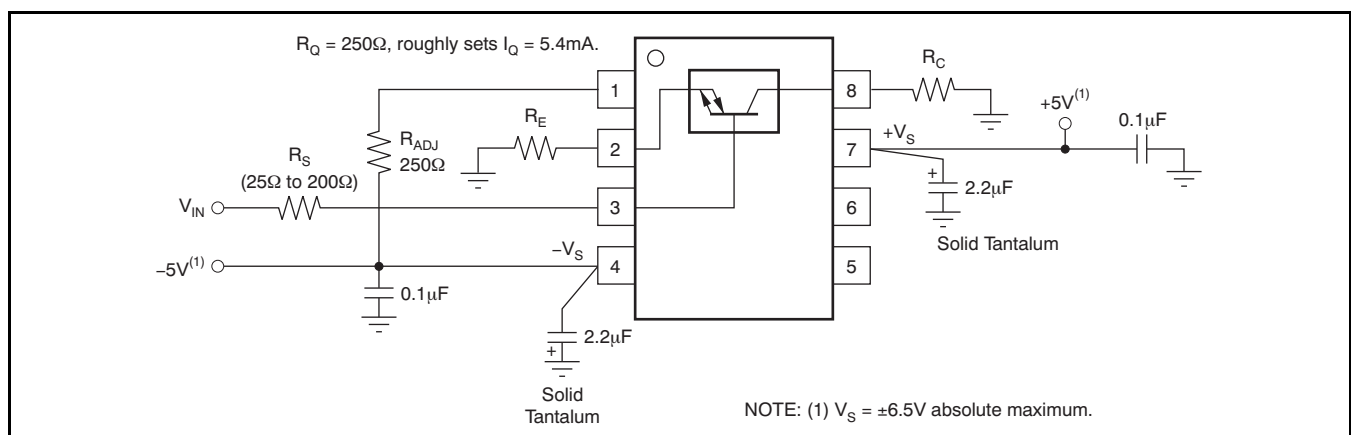 R_Q = 250Ω, roughly sets I_Q = 5.4mA.
1
8
R_C
+5V(1)
0.1μF
R_ADJ
250Ω
R_E
2
+V_S
7
R_S
(25Ω to 200Ω)
+
2.2μF
V_IN
3
6
Solid Tantalum
−V_S
−5V(1)
4
5
0.1μF
2.2μF
+
Solid
Tantalum
NOTE: (1) V_S = ±6.5V absolute maximum.